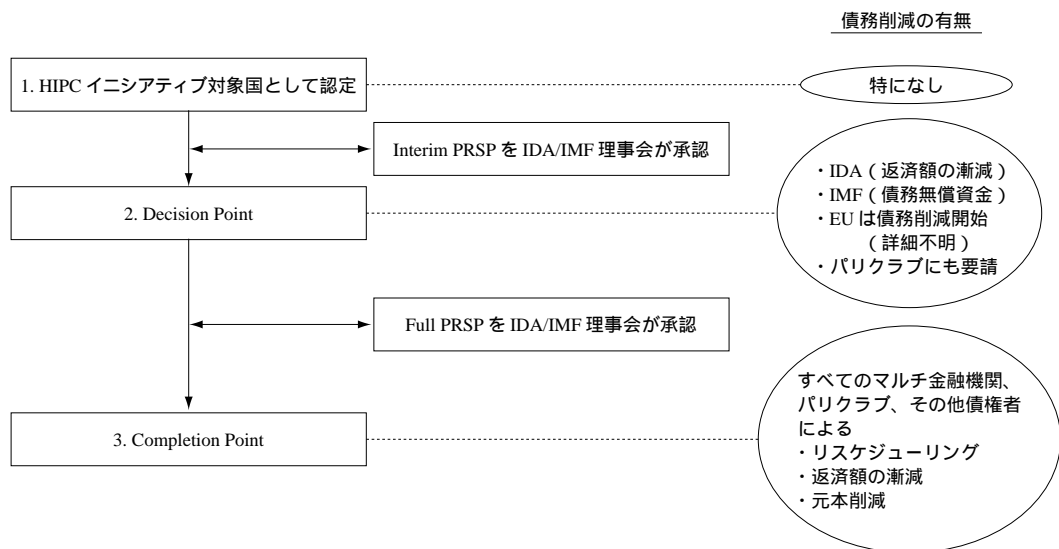 債務削減の有無
1. HIPC イニシアティブ対象国として認定
特になし
Interim PRSP を IDA/IMF 理事会が承認
2. Decision Point
・IDA（返済額の漸減）
・IMF（債務無償資金）
・EU は債務削減開始
（詳細不明）
・パリクラブにも要請
Full PRSP を IDA/IMF 理事会が承認
3. Completion Point
すべてのマルチ金融機関、
パリクラブ、その他債権者
による
・リスケジューリング
・返済額の漸減
・元本削減